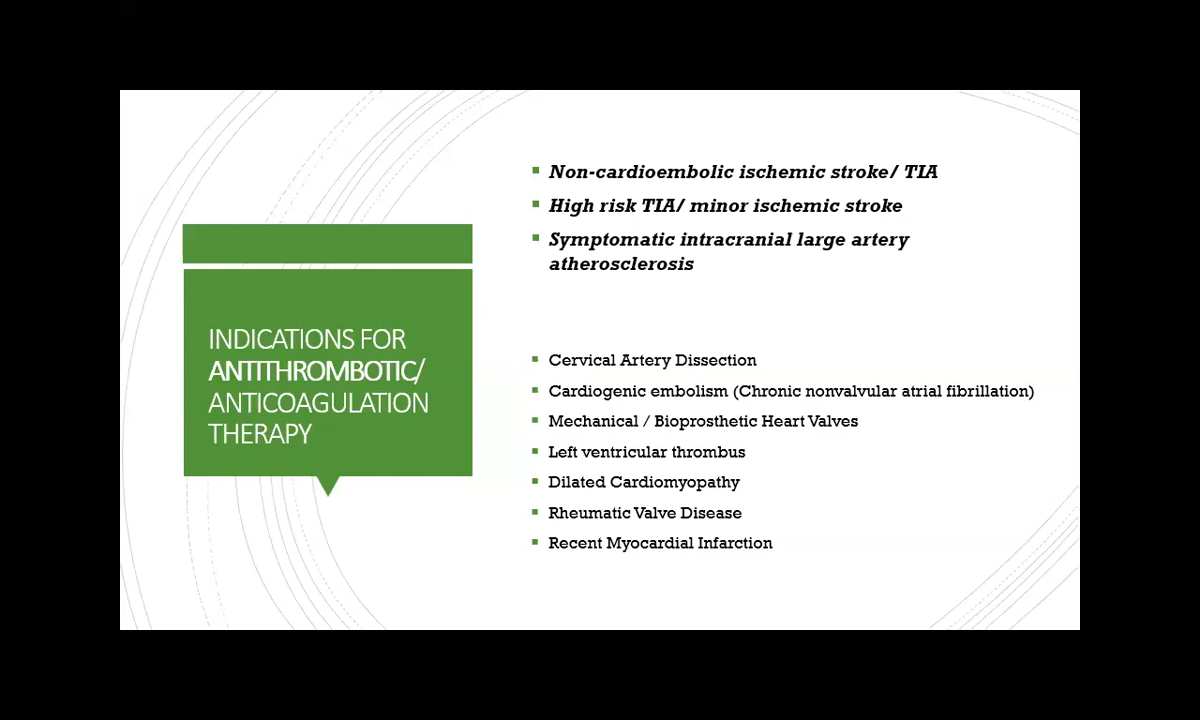 INDICATIONS FOR
ANTITHROMBOTIC/
ANTICOAGULATION
THERAPY
Non-cardioembolic ischemic stroke/ TIA
High risk TIA/ minor ischemic stroke
Symptomatic intracranial large artery
atherosclerosis
Cervical Artery Dissection
Cardiogenic embolism (Chronic nonvalvular atrial fibrillation)
Mechanical / Bioprosthetic Heart Valves
Left ventricular thrombus
Dilated Cardiomyopathy
Rheumatic Valve Disease
Recent Myocardial Infarction